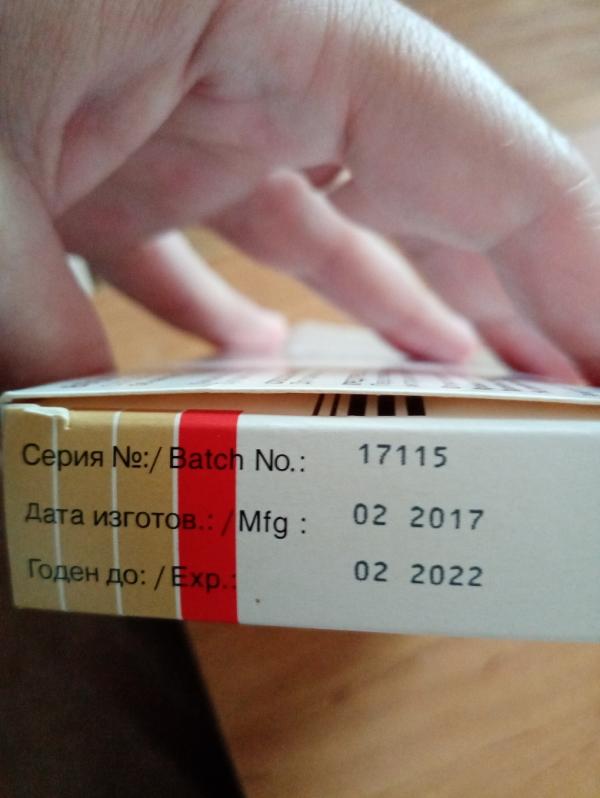 Серия №:/ Batch No.: 17115
Дата изготов.: / Mfg : 02 2017
Годен до: / Exp.: 02 2022